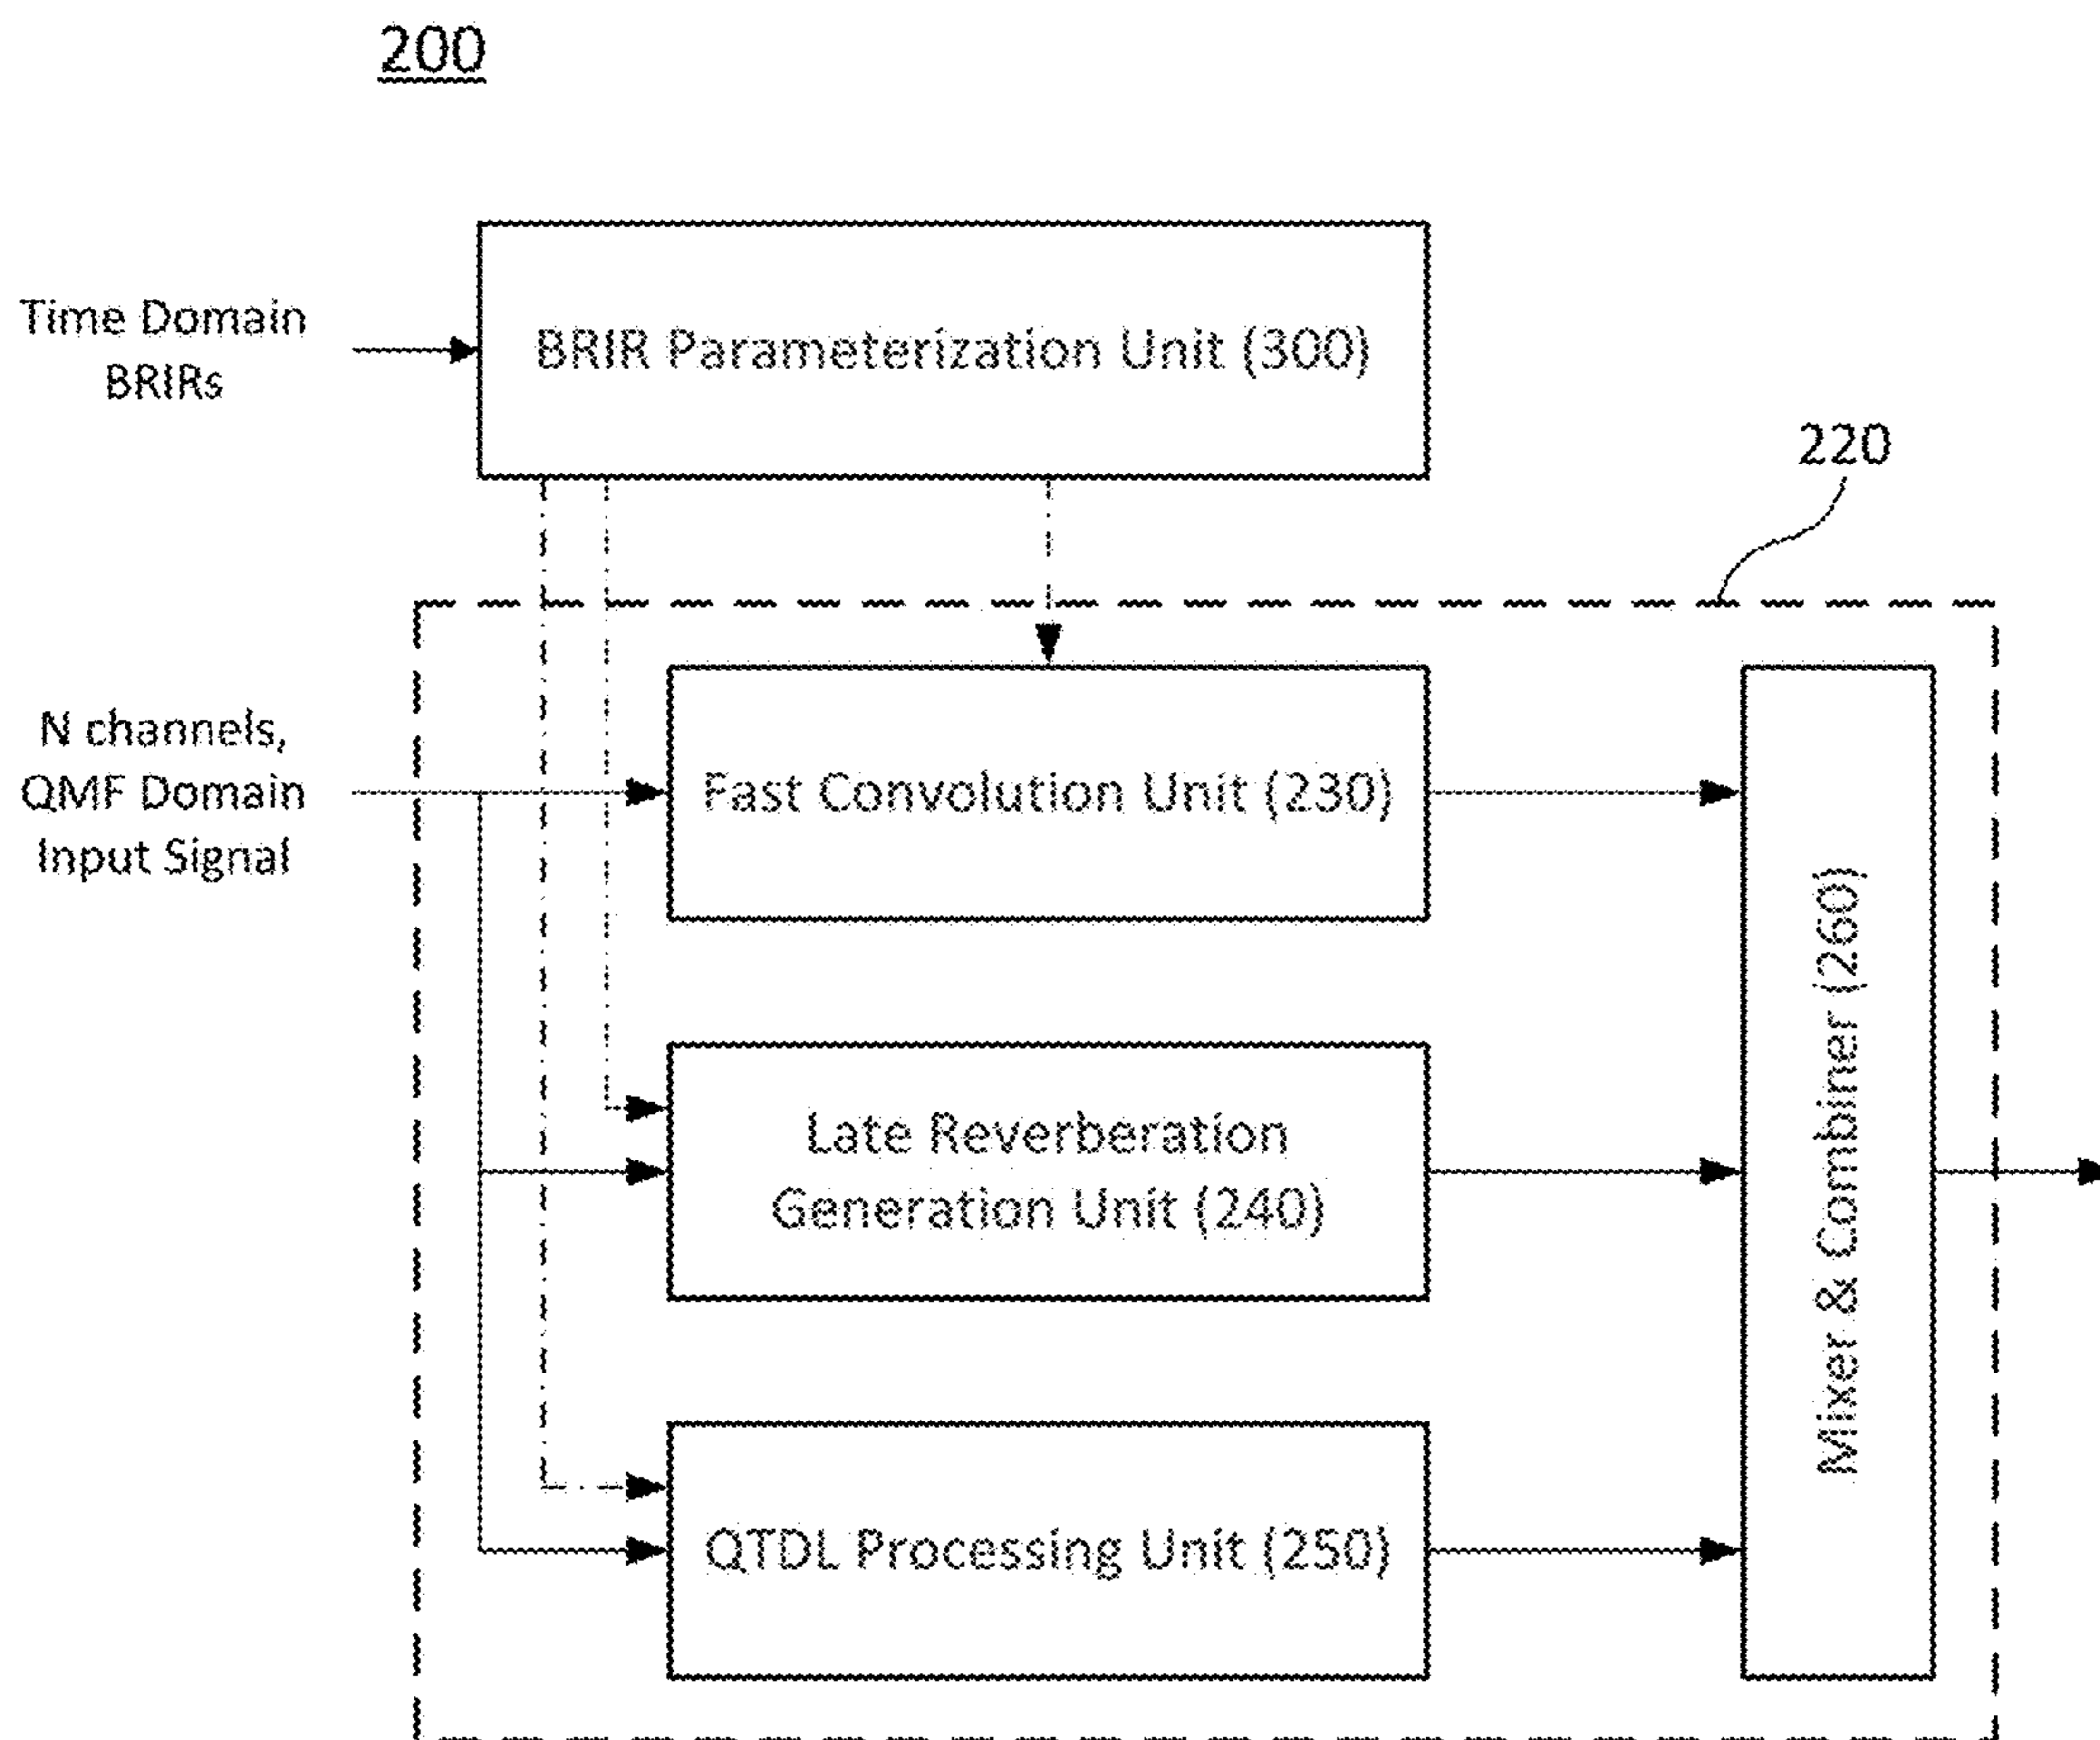 200
Time Domain
BRIRs
BRIR Parameterization Unit (300)
220
N channels,
QMF Domain
Input Signal
Fast Convolution Unit (230)
Late Reverberation
Generation Unit (240)
QTDL Processing Unit (250)
Mixer & Combiner (260)